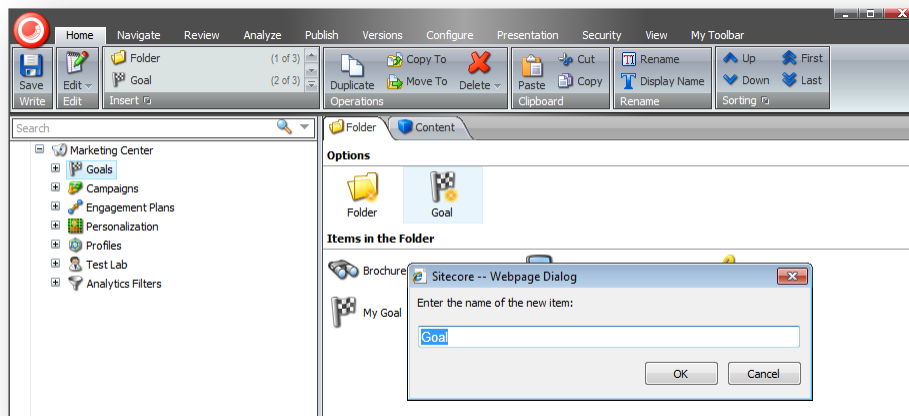 Home Navigate Review Analyze Publish Versions Configure Presentation Security View My Toolbar
Save
Write
Edit
Edit
Folder (1 of 3)
Goal (2 of 3)
Insert
Duplicate
Copy To
Move To
Delete
Operations
Paste
Cut
Copy
Clipboard
Rename
Display Name
Rename
Up First
Down Last
Sorting
Search
Marketing Center
Goals
Campaigns
Engagement Plans
Personalization
Profiles
Test Lab
Analytics Filters
Folder Content
Options
Folder Goal
Items in the Folder
Brochure
My Goal
Sitecore -- Webpage Dialog
Enter the name of the new item:
Goal
OK Cancel